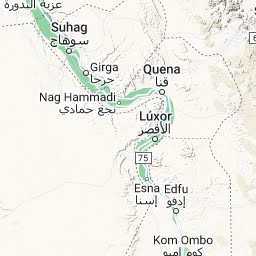 عزبة البدورة
Suhag
سوهاج
Girga
جرجا
Quena
قنا
Nag Hammadi
نجع حمادي
Lúxor
الأقصر
75
Esna
إسنا
Edfu
إدفو
Kom Ombo
كوم امبو